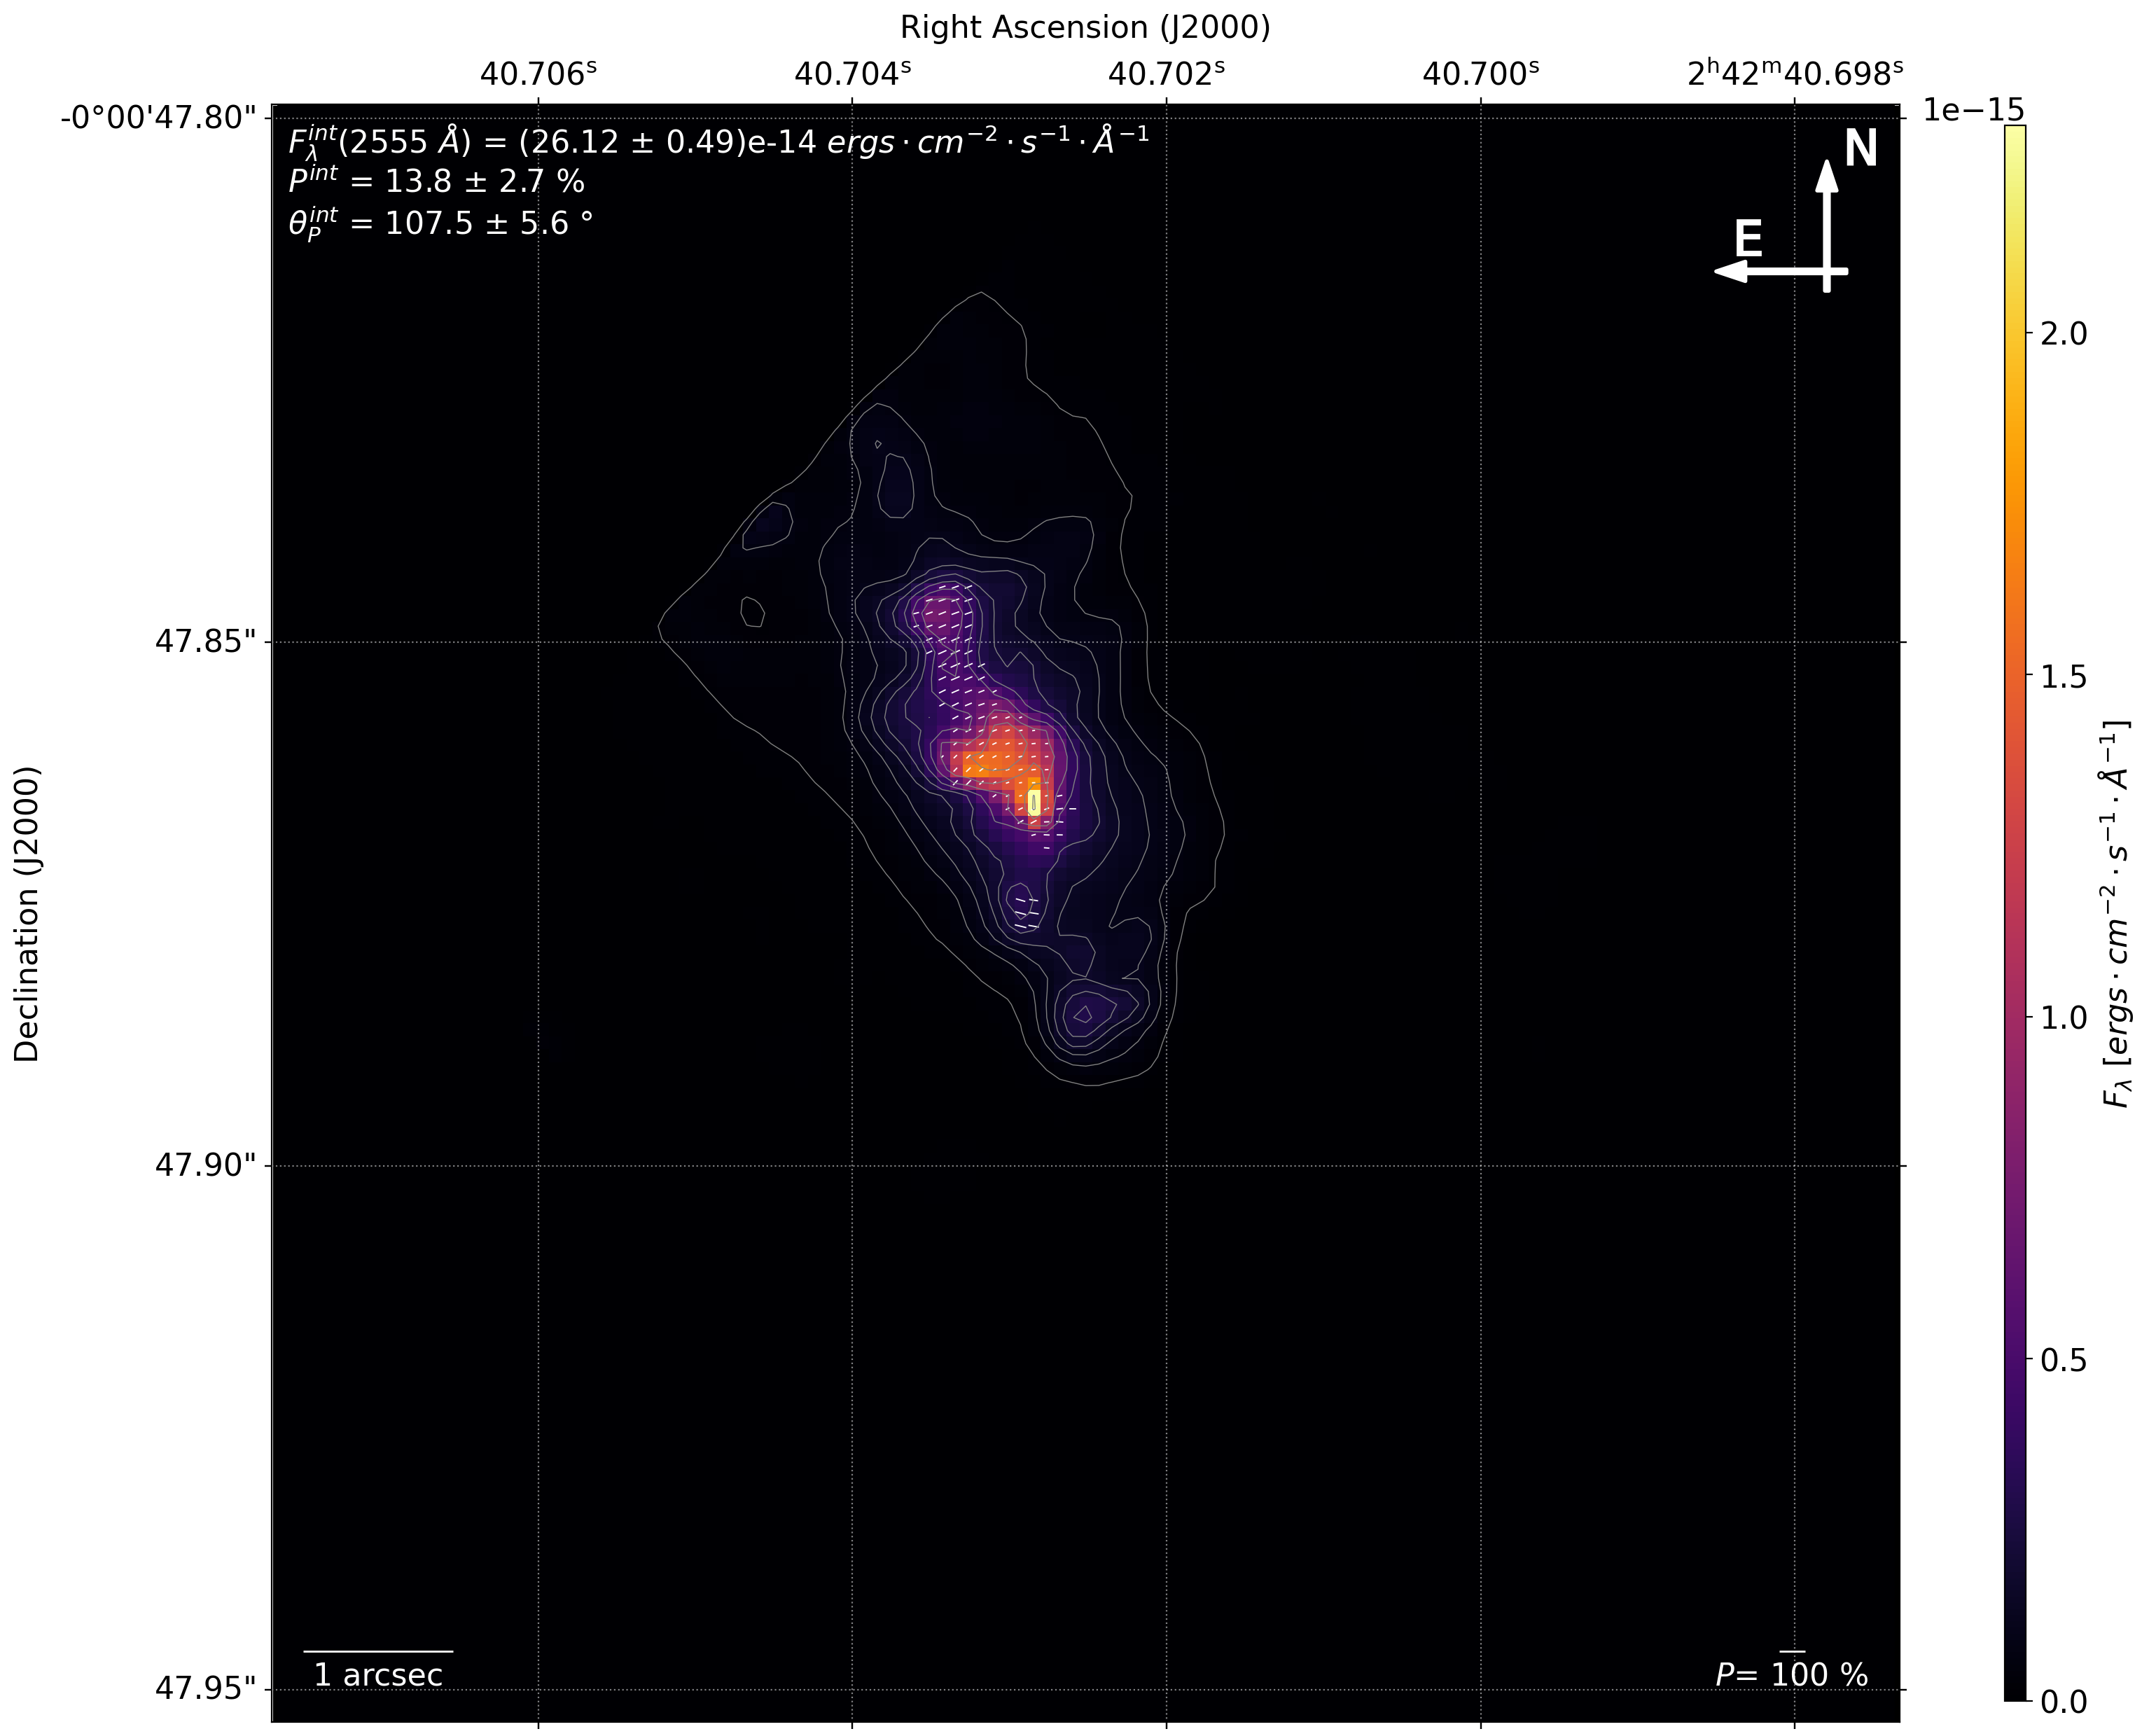 Right Ascension (J2000)
40.706ˢ 40.704ˢ 40.702ˢ 40.700ˢ 2ʰ42ᵐ40.698ˢ
-0°00'47.80"
47.85"
47.90"
47.95"
Declination (J2000)
F_λ^int(2555 Å) = (26.12 ± 0.49)e-14 ergs · cm⁻² · s⁻¹ · Å⁻¹
P^int = 13.8 ± 2.7 %
θ_P^int = 107.5 ± 5.6 °
N
E
1 arcsec
P= 100 %
1e−15
2.0
1.5
1.0
0.5
0.0
F_λ [ergs · cm⁻² · s⁻¹ · Å⁻¹]